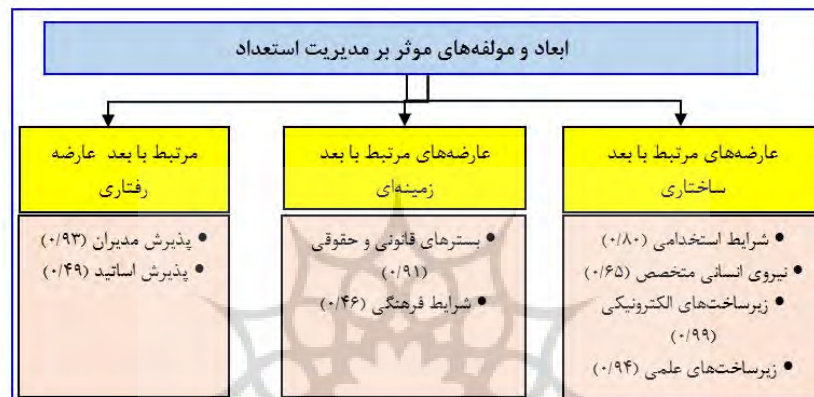 ابعاد و مولفه‌های موثر بر مدیریت استعداد
عارضه‌های مرتبط با بعد
ساختاری
• شرایط استخدامی (۰/۸۰)
• نیروی انسانی متخصص (۰/۶۵)
• زیرساخت‌های الکترونیکی
(۰/۹۹)
• زیرساخت‌های علمی (۰/۹۴)
عارضه‌های مرتبط با بعد
زمینه‌ای
• بسترهای قانونی و حقوقی
(۰/۹۱)
• شرایط فرهنگی (۰/۴۶)
مرتبط با بعد عارضه
رفتاری
• پذیرش مدیران (۰/۹۳)
• پذیرش اساتید (۰/۴۹)